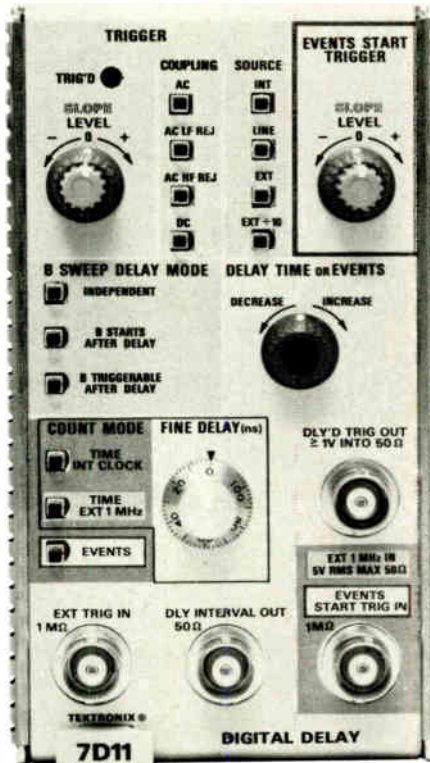 TRIGGER
TRIG'D
SLOPE
LEVEL
- 0 +
COUPLING
AC
AC LF REJ
AC HF REJ
DC
SOURCE
INT
LINE
EXT
EXT ÷ 10
EVENTS START
TRIGGER
SLOPE
LEVEL
- 0 +
B SWEEP DELAY MODE
INDEPENDENT
B STARTS
AFTER DELAY
B TRIGGERABLE
AFTER DELAY
DELAY TIME OR EVENTS
DECREASE
INCREASE
COUNT MODE
TIME
INT CLOCK
TIME
EXT 1 MHz
EVENTS
FINE DELAY (ns)
0
20
40
100
DLY'D TRIG OUT
≥ 1V INTO 50 Ω
EXT 1 MHz IN
5V RMS MAX 50Ω
EVENTS
START TRIG IN
1MΩ
EXT TRIG IN
1 MΩ
DLY INTERVAL OUT
50 Ω
TEKTRONIX ®
7D11
DIGITAL DELAY